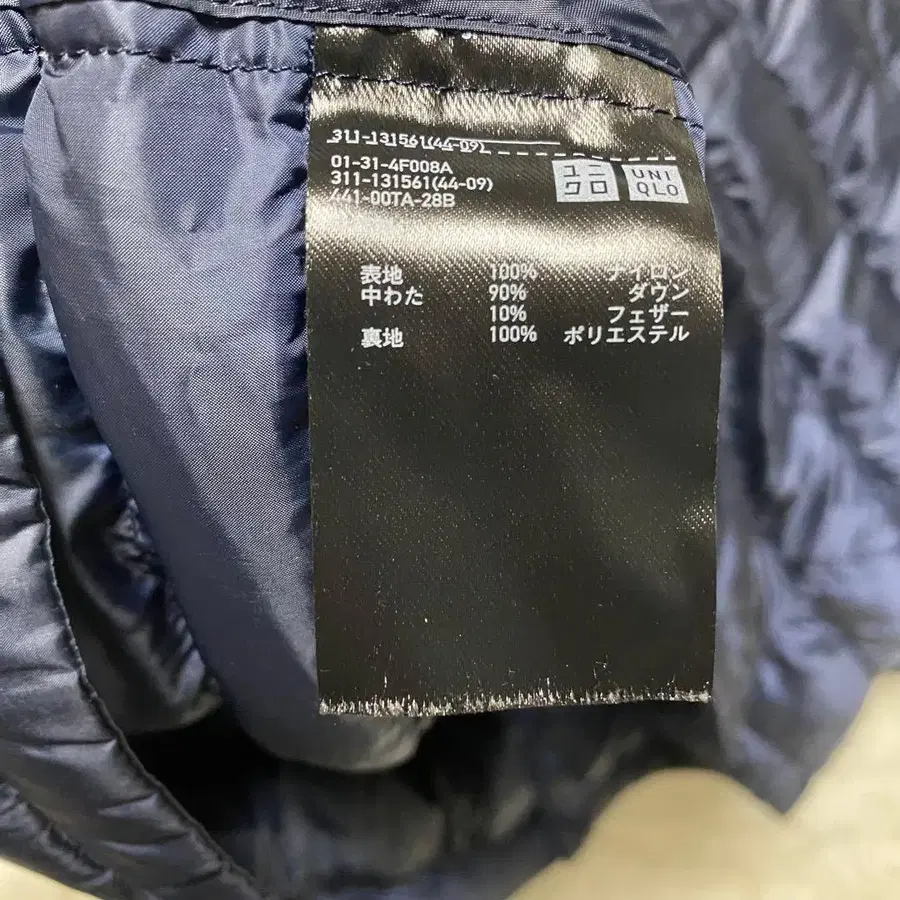 311-131561(44-09)
01-31-4F008A
311-131561(44-09)
441-00TA-28B
ユニ
クロ
UNI
QLO
表地 100% ナイロン
中わた 90% ダウン
10% フェザー
裏地 100% ポリエステル